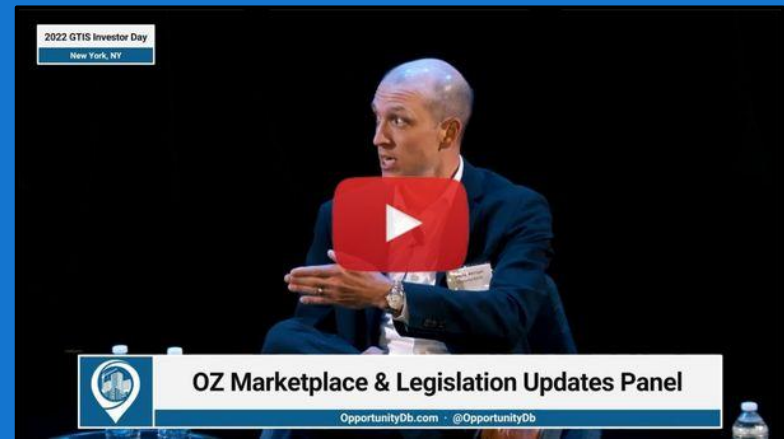 2022 GTIS Investor Day
New York, NY
OZ Marketplace & Legislation Updates Panel
OpportunityDb.com · @OpportunityDb